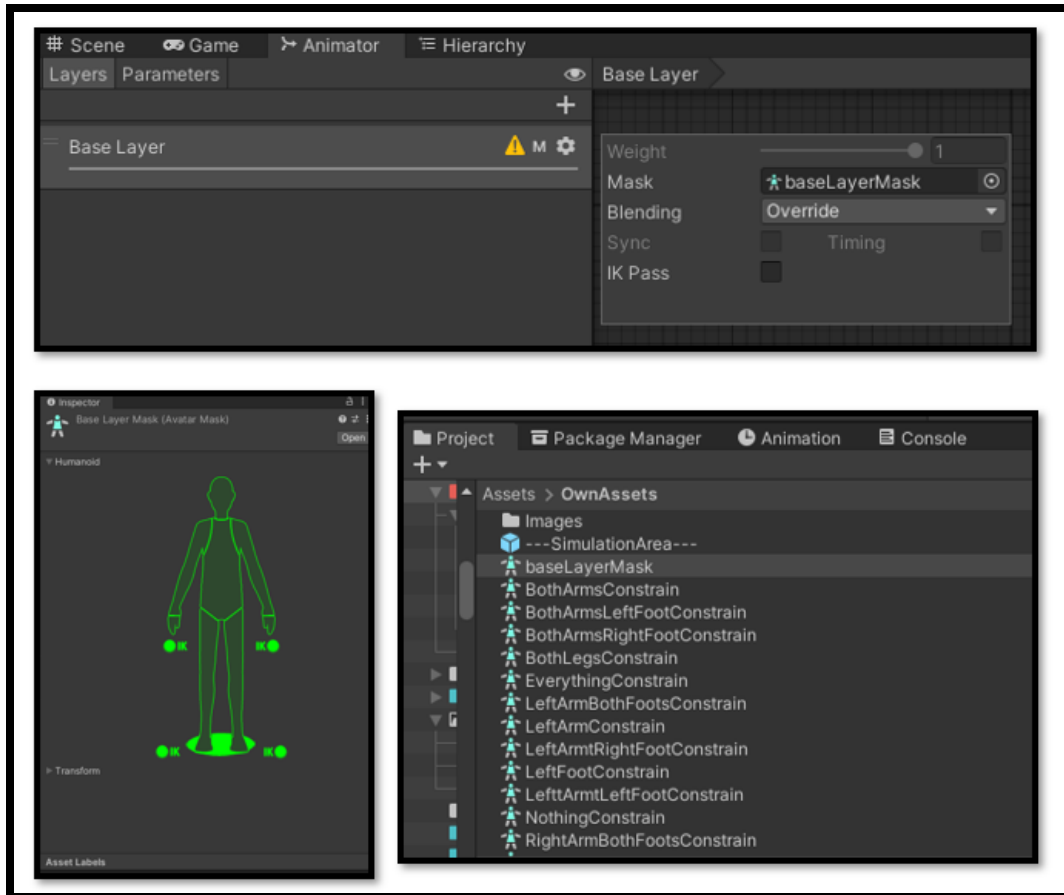 Scene Game Animator Hierarchy
Layers Parameters Base Layer
Base Layer M
Weight 1
Mask baseLayerMask
Blending Override
Sync Timing
IK Pass
Inspector
Base Layer Mask (Avatar Mask)
Open
Humanoid
IK IK
IK IK
Transform
Asset Labels
Project Package Manager Animation Console
Assets > OwnAssets
Images
---SimulationArea---
baseLayerMask
BothArmsConstrain
BothArmsLeftFootConstrain
BothArmsRightFootConstrain
BothLegsConstrain
EverythingConstrain
LeftArmBothFootsConstrain
LeftArmConstrain
LeftArmtRightFootConstrain
LeftFootConstrain
LefttArmtLeftFootConstrain
NothingConstrain
RightArmBothFootsConstrain